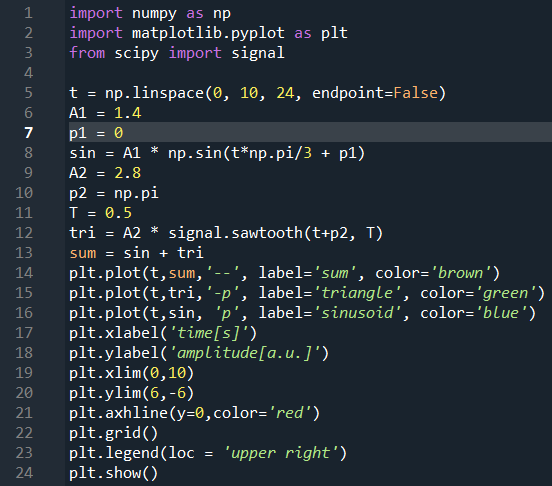 1 import numpy as np
2 import matplotlib.pyplot as plt
3 from scipy import signal
4
5 t = np.linspace(0, 10, 24, endpoint=False)
6 A1 = 1.4
7 p1 = 0
8 sin = A1 * np.sin(t*np.pi/3 + p1)
9 A2 = 2.8
10 p2 = np.pi
11 T = 0.5
12 tri = A2 * signal.sawtooth(t+p2, T)
13 sum = sin + tri
14 plt.plot(t,sum,'--', label='sum', color='brown')
15 plt.plot(t,tri,'-p', label='triangle', color='green')
16 plt.plot(t,sin, 'p', label='sinusoid', color='blue')
17 plt.xlabel('time[s]')
18 plt.ylabel('amplitude[a.u.]')
19 plt.xlim(0,10)
20 plt.ylim(6,-6)
21 plt.axhline(y=0,color='red')
22 plt.grid()
23 plt.legend(loc = 'upper right')
24 plt.show()